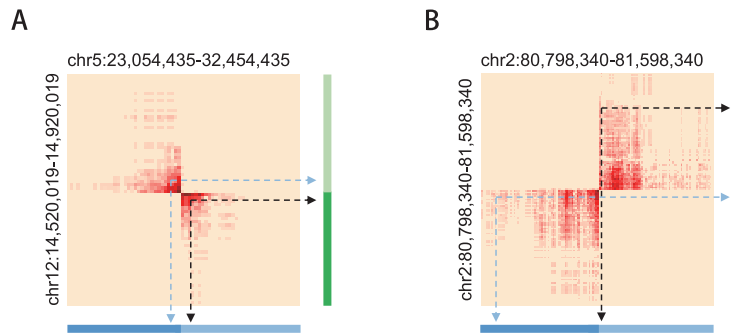 A
chr5:23,054,435-32,454,435
chr12:14,520,019-14,920,019
B
chr2:80,798,340-81,598,340
chr2:80,798,340-81,598,340